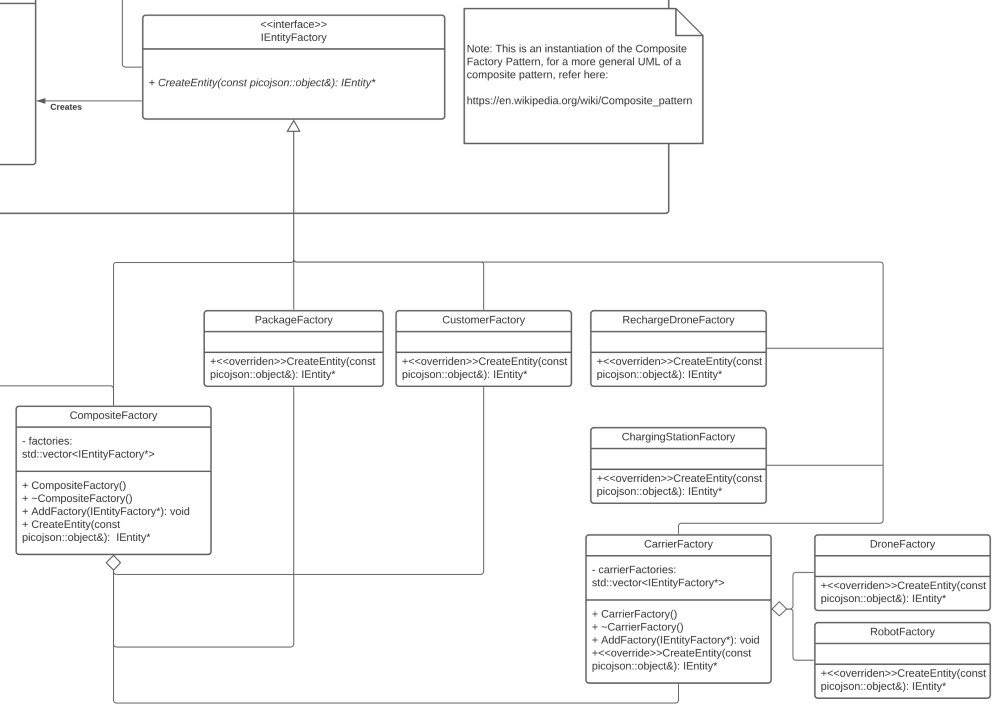 <<interface>>
IEntityFactory
+ CreateEntity(const picojson::object&): IEntity*
Creates
Note: This is an instantiation of the Composite
Factory Pattern, for a more general UML of a
composite pattern, refer here:
https://en.wikipedia.org/wiki/Composite_pattern
PackageFactory
+<<overriden>>CreateEntity(const
picojson::object&): IEntity*
CustomerFactory
+<<overriden>>CreateEntity(const
picojson::object&): IEntity*
RechargeDroneFactory
+<<overriden>>CreateEntity(const
picojson::object&): IEntity*
CompositeFactory
- factories:
std::vector<IEntityFactory*>
+ CompositeFactory()
+ ~CompositeFactory()
+ AddFactory(IEntityFactory*): void
+ CreateEntity(const
picojson::object&):  IEntity*
ChargingStationFactory
+<<overriden>>CreateEntity(const
picojson::object&): IEntity*
CarrierFactory
- carrierFactories:
std::vector<IEntityFactory*>
+ CarrierFactory()
+ ~CarrierFactory()
+ AddFactory(IEntityFactory*): void
+<<override>>CreateEntity(const
picojson::object&): IEntity*
DroneFactory
+<<overriden>>CreateEntity(const
picojson::object&): IEntity*
RobotFactory
+<<overriden>>CreateEntity(const
picojson::object&): IEntity*